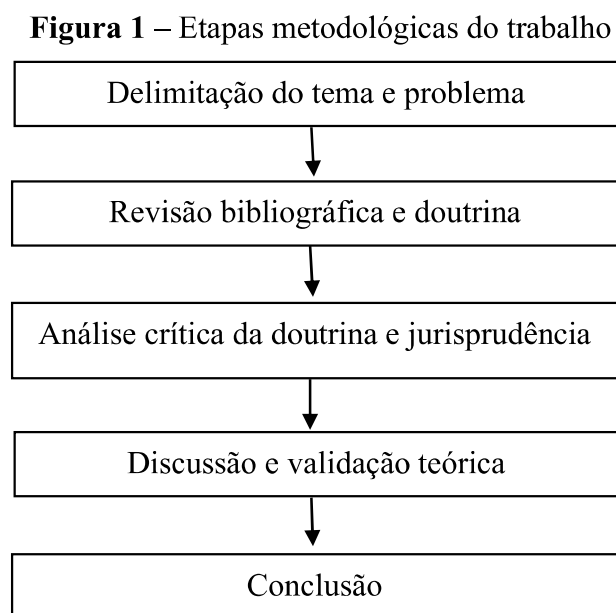 Figura 1 – Etapas metodológicas do trabalho
Delimitação do tema e problema
Revisão bibliográfica e doutrina
Análise crítica da doutrina e jurisprudência
Discussão e validação teórica
Conclusão